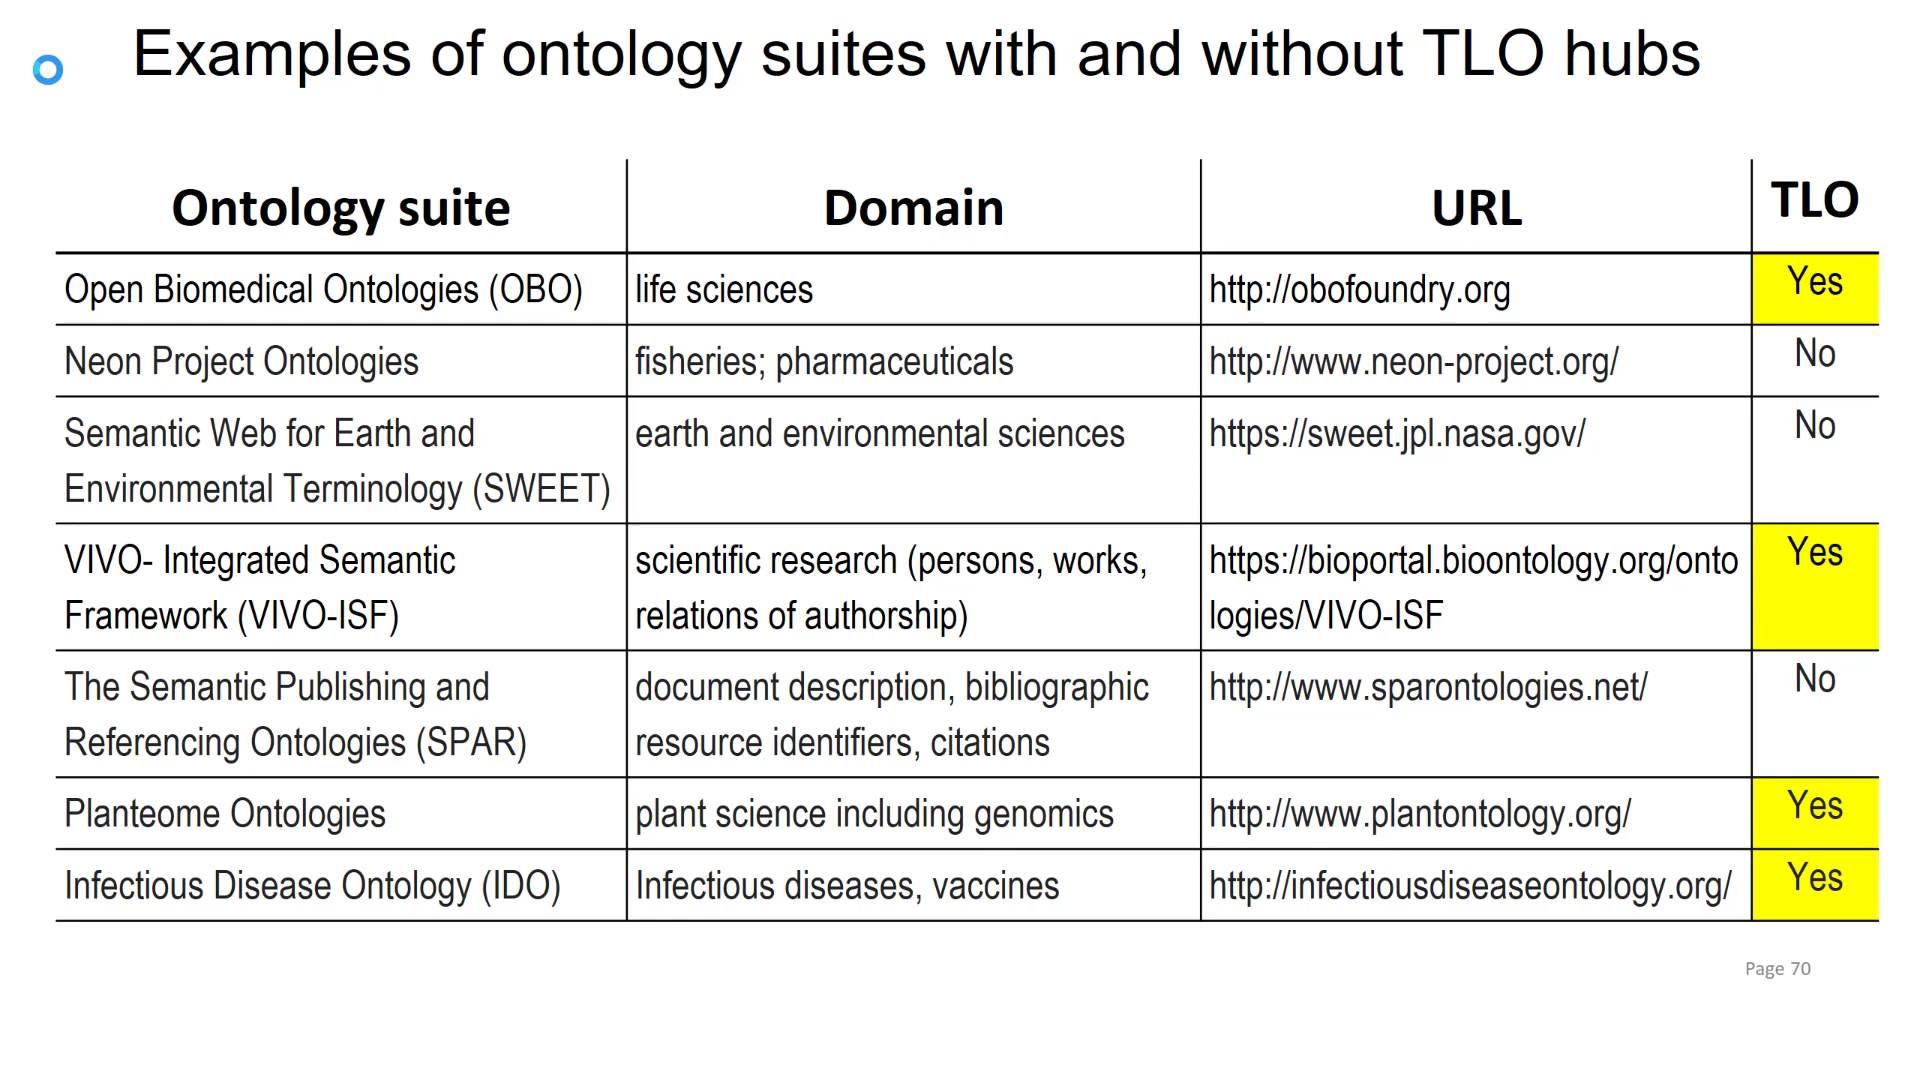 Examples of ontology suites with and without TLO hubs
Ontology suite Domain URL TLO
Open Biomedical Ontologies (OBO) life sciences http://obofoundry.org Yes
Neon Project Ontologies fisheries; pharmaceuticals http://www.neon-project.org/ No
Semantic Web for Earth and earth and environmental sciences https://sweet.jpl.nasa.gov/ No
Environmental Terminology (SWEET)
VIVO- Integrated Semantic scientific research (persons, works, https://bioportal.bioontology.org/onto Yes
Framework (VIVO-ISF) relations of authorship) logies/VIVO-ISF
The Semantic Publishing and document description, bibliographic http://www.sparontologies.net/ No
Referencing Ontologies (SPAR) resource identifiers, citations
Planteome Ontologies plant science including genomics http://www.plantontology.org/ Yes
Infectious Disease Ontology (IDO) Infectious diseases, vaccines http://infectiousdiseaseontology.org/ Yes
Page 70